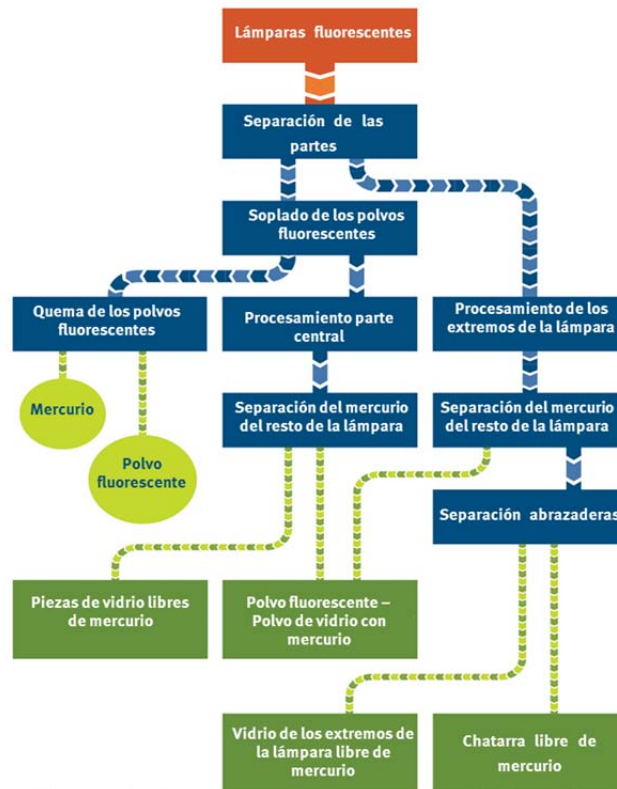 Lámparas fluorescentes
Separación de las
partes
Soplado de los polvos
fluorescentes
Quema de los polvos
fluorescentes
Procesamiento parte
central
Procesamiento de los
extremos de la lámpara
Mercurio
Separación del mercurio
del resto de la lámpara
Separación del mercurio
del resto de la lámpara
Polvo
fluorescente
Separación abrazaderas
Piezas de vidrio libres
de mercurio
Polvo fluorescente –
Polvo de vidrio con
mercurio
Vidrio de los extremos de
la lámpara libre de
mercurio
Chatarra libre de
mercurio